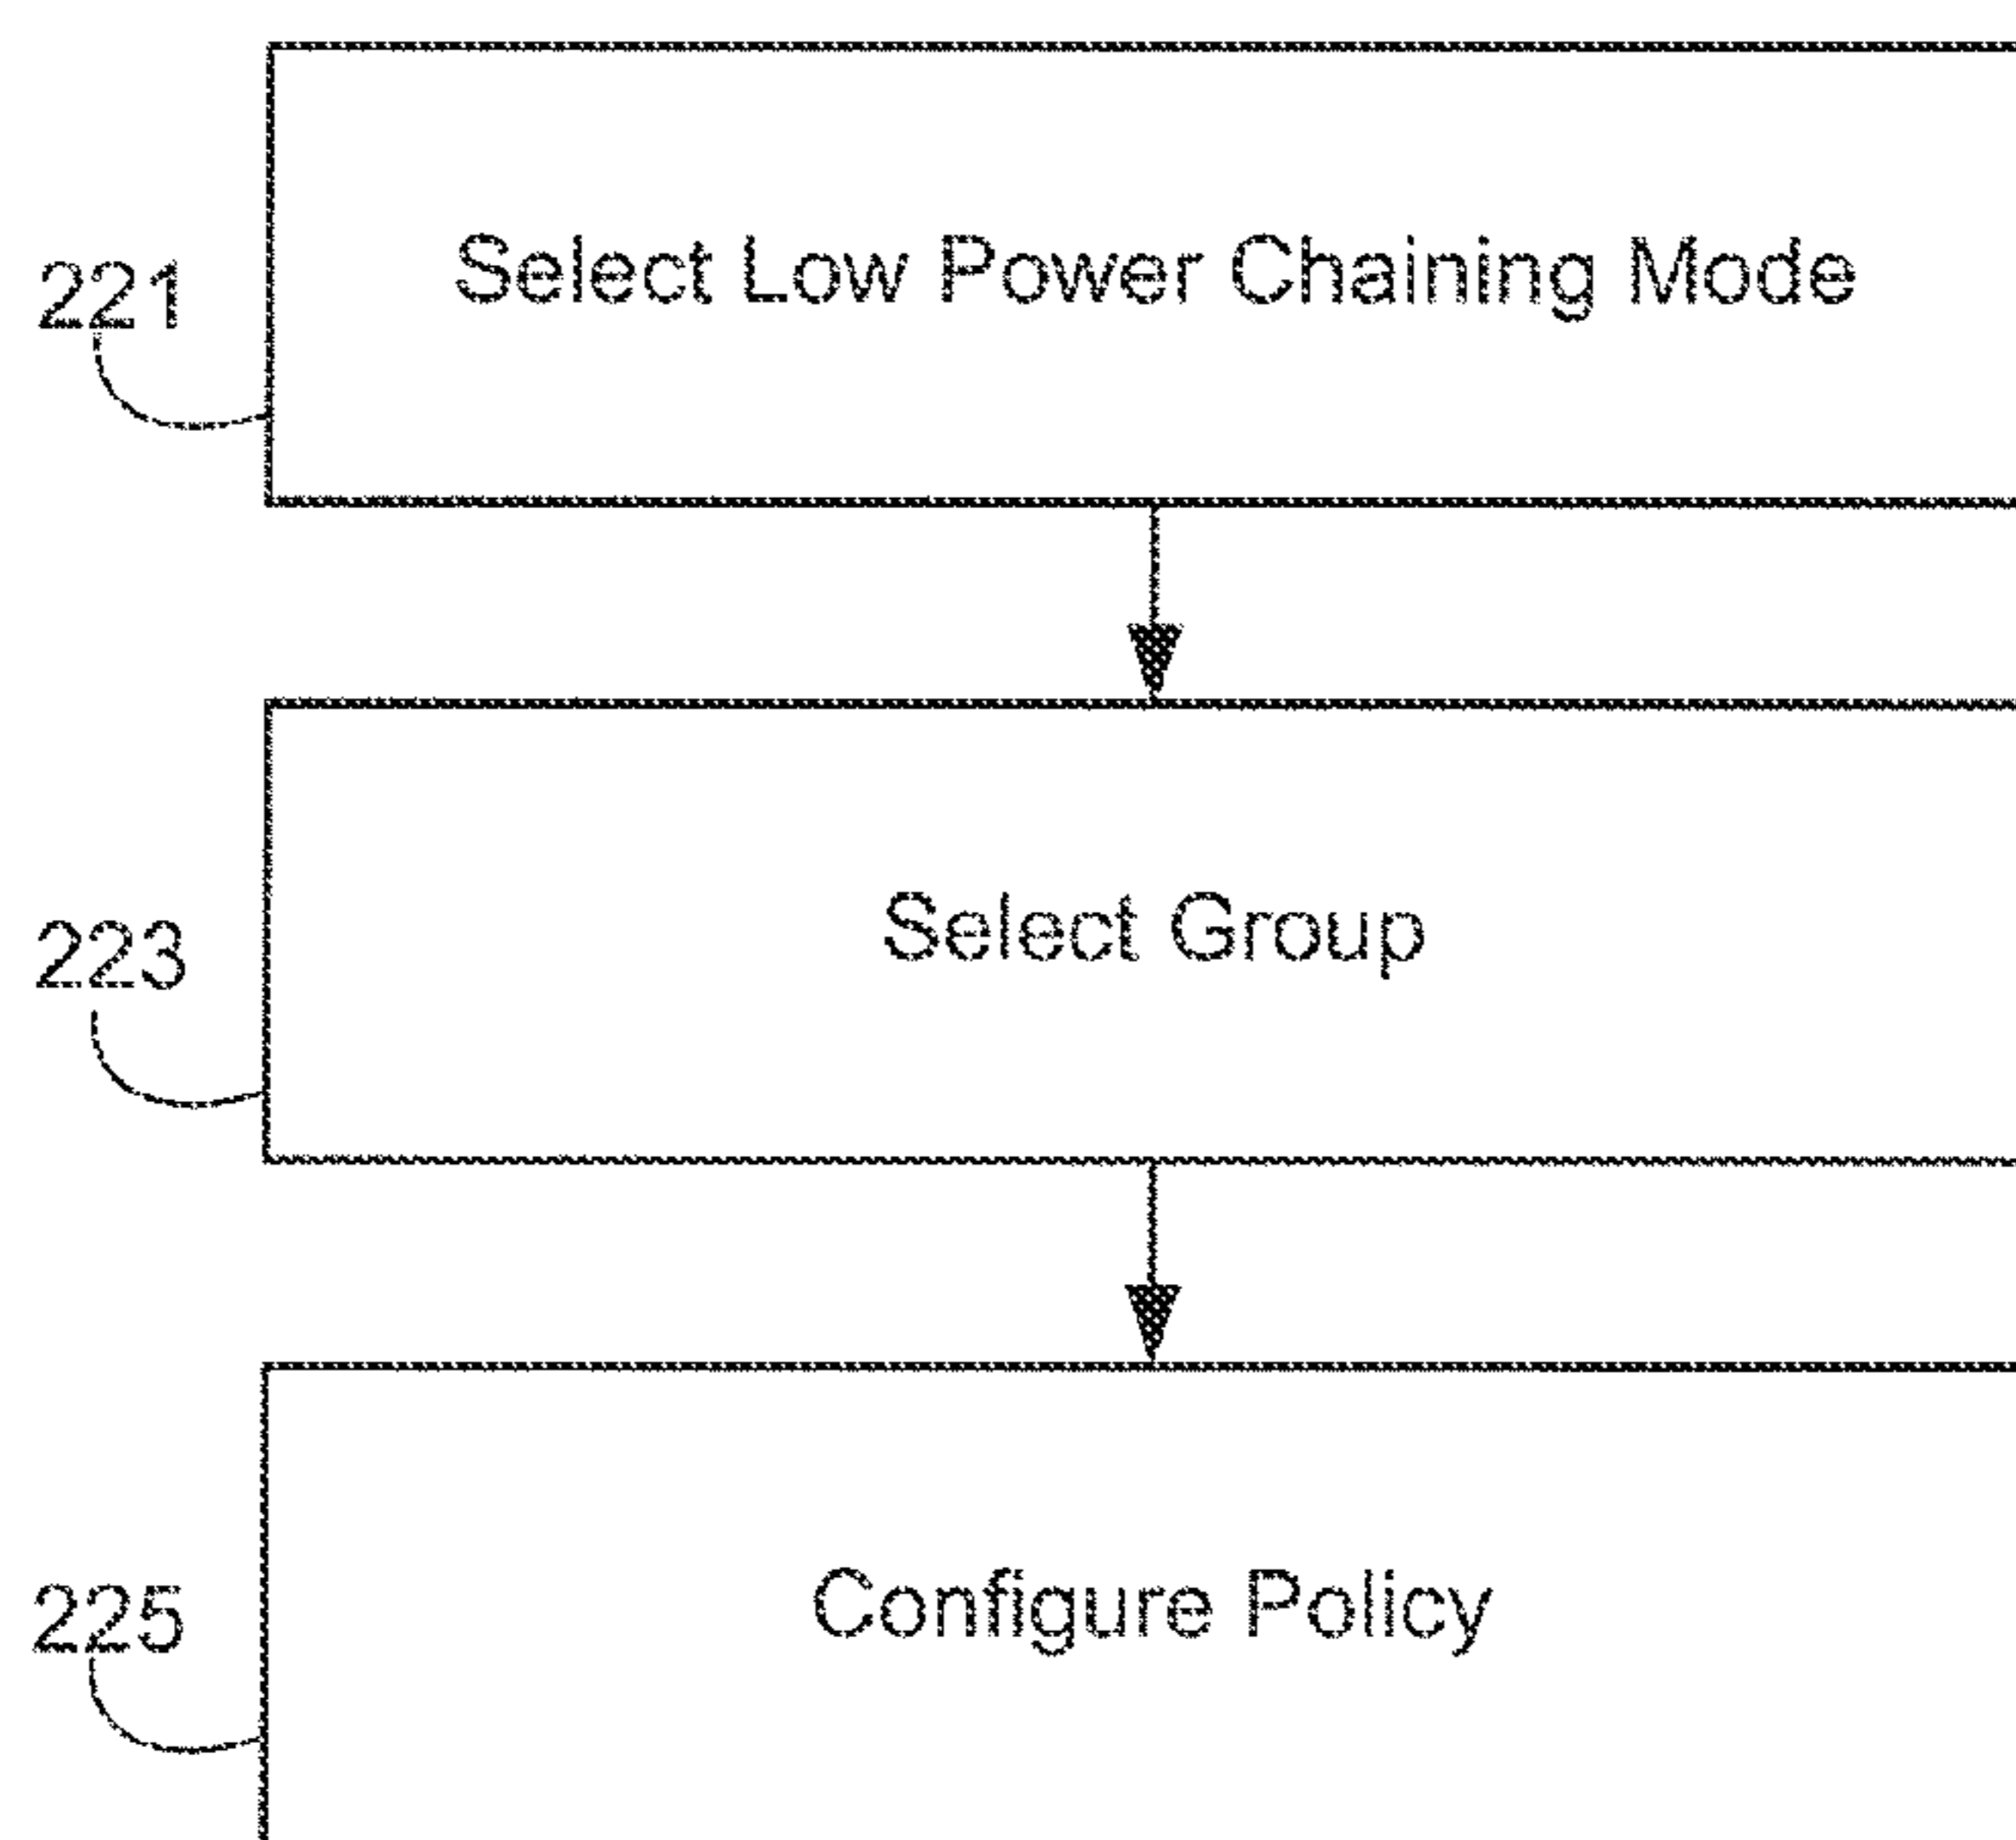 221
Select Low Power Chaining Mode
223
Select Group
225
Configure Policy